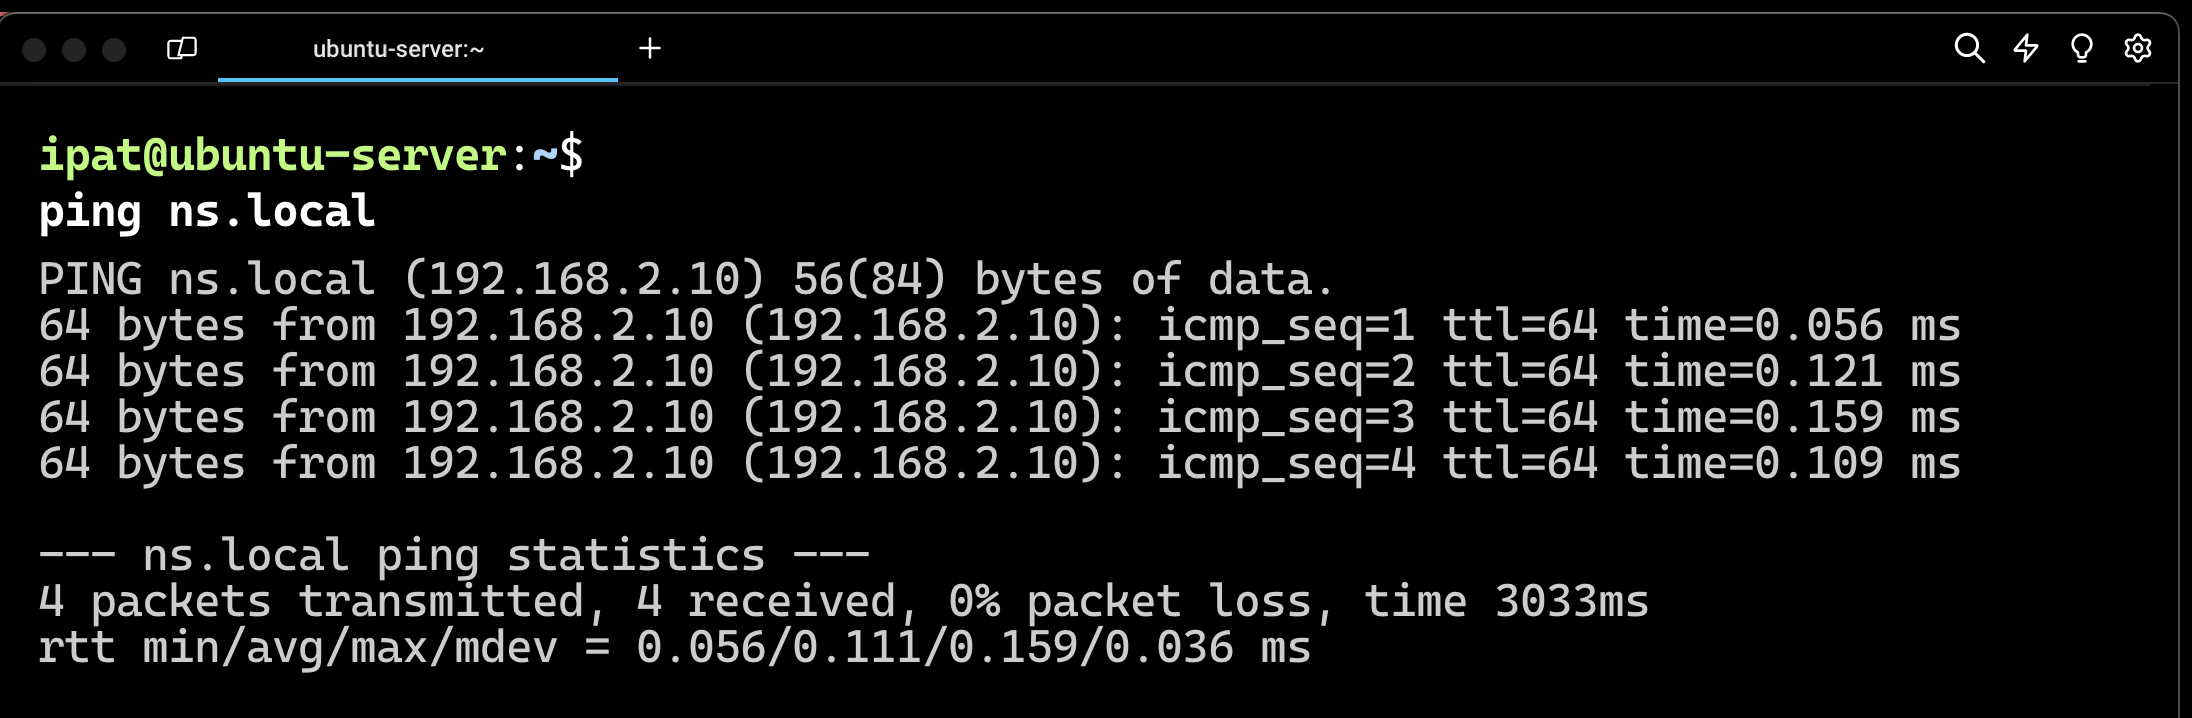 ubuntu-server:~
ipat@ubuntu-server:~$
ping ns.local
PING ns.local (192.168.2.10) 56(84) bytes of data.
64 bytes from 192.168.2.10 (192.168.2.10): icmp_seq=1 ttl=64 time=0.056 ms
64 bytes from 192.168.2.10 (192.168.2.10): icmp_seq=2 ttl=64 time=0.121 ms
64 bytes from 192.168.2.10 (192.168.2.10): icmp_seq=3 ttl=64 time=0.159 ms
64 bytes from 192.168.2.10 (192.168.2.10): icmp_seq=4 ttl=64 time=0.109 ms
--- ns.local ping statistics ---
4 packets transmitted, 4 received, 0% packet loss, time 3033ms
rtt min/avg/max/mdev = 0.056/0.111/0.159/0.036 ms